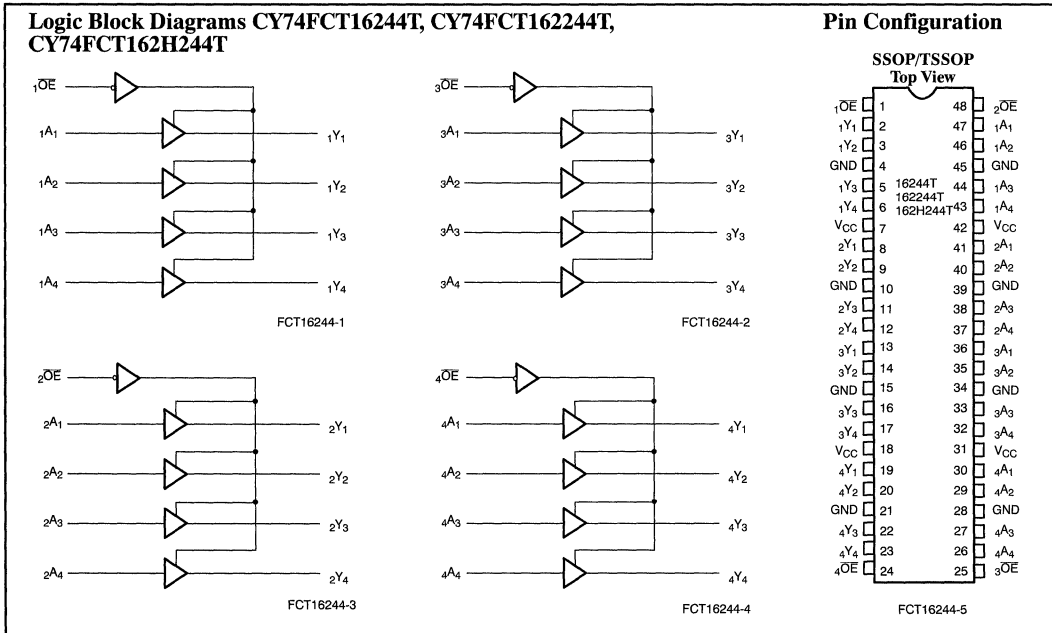 Logic Block Diagrams CY74FCT16244T, CY74FCT162244T,
CY74FCT162H244T
1OE
1A1 1Y1
1A2 1Y2
1A3 1Y3
1A4 1Y4
FCT16244-1
3OE
3A1 3Y1
3A2 3Y2
3A3 3Y3
3A4 3Y4
FCT16244-2
2OE
2A1 2Y1
2A2 2Y2
2A3 2Y3
2A4 2Y4
FCT16244-3
4OE
4A1 4Y1
4A2 4Y2
4A3 4Y3
4A4 4Y4
FCT16244-4
Pin Configuration
SSOP/TSSOP
Top View
1OE 1 48 2OE
1Y1 2 47 1A1
1Y2 3 46 1A2
GND 4 45 GND
1Y3 5 16244T 44 1A3
162244T
1Y4 6 162H244T 43 1A4
VCC 7 42 VCC
2Y1 8 41 2A1
2Y2 9 40 2A2
GND 10 39 GND
2Y3 11 38 2A3
2Y4 12 37 2A4
3Y1 13 36 3A1
3Y2 14 35 3A2
GND 15 34 GND
3Y3 16 33 3A3
3Y4 17 32 3A4
VCC 18 31 VCC
4Y1 19 30 4A1
4Y2 20 29 4A2
GND 21 28 GND
4Y3 22 27 4A3
4Y4 23 26 4A4
4OE 24 25 3OE
FCT16244-5